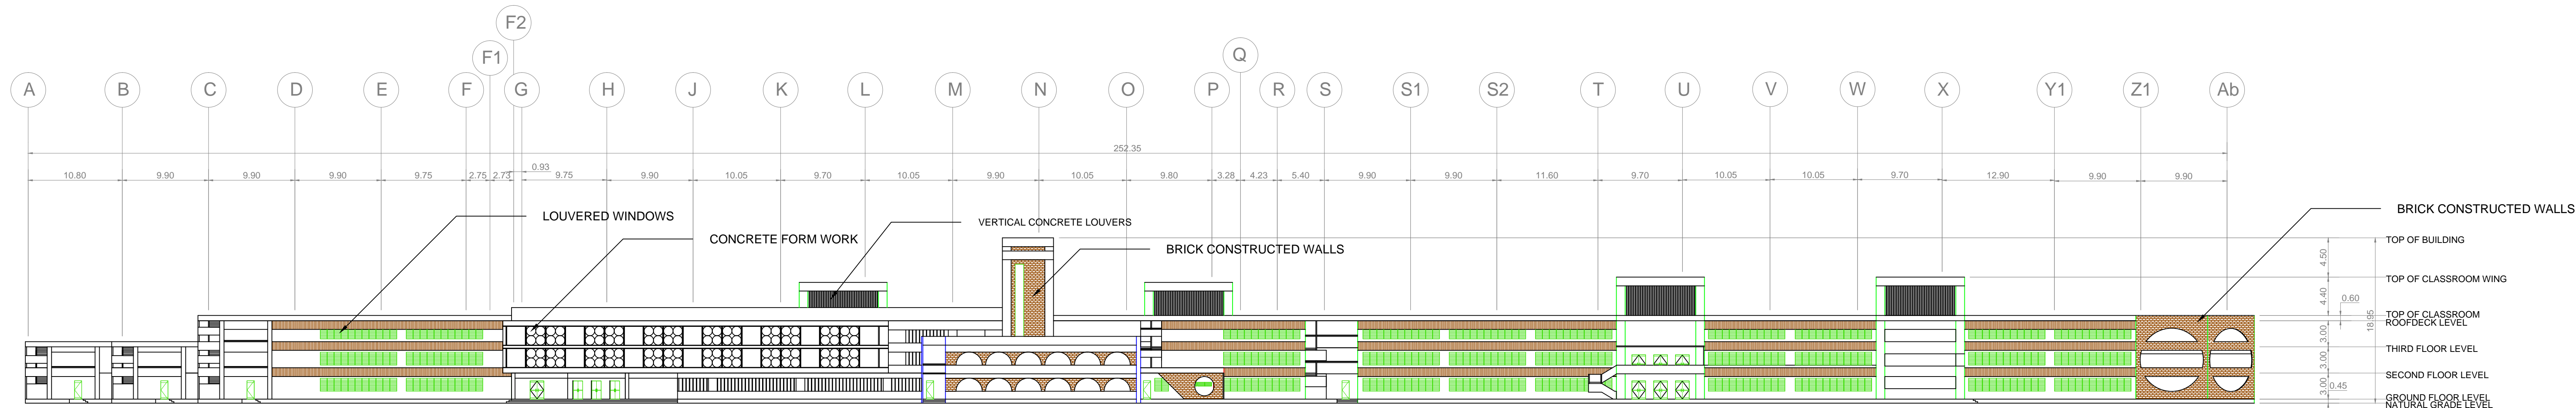 F2
F1
Q
A B C D E F G H J K L M N O P R S S1 S2 T U V W X Y1 Z1 Ab
252.35
0.93
10.80 9.90 9.90 9.90 9.75 2.75 2.73 9.75 9.90 10.05 9.70 10.05 9.90 10.05 9.80 3.28 4.23 5.40 9.90 9.90 11.60 9.70 10.05 10.05 9.70 12.90 9.90 9.90
LOUVERED WINDOWS
CONCRETE FORM WORK
VERTICAL CONCRETE LOUVERS
BRICK CONSTRUCTED WALLS
BRICK CONSTRUCTED WALLS
TOP OF BUILDING
4.50
TOP OF CLASSROOM WING
4.40
0.60
18.95
TOP OF CLASSROOM
ROOFDECK LEVEL
3.00
THIRD FLOOR LEVEL
3.00
SECOND FLOOR LEVEL
3.00
0.45
GROUND FLOOR LEVEL
NATURAL GRADE LEVEL